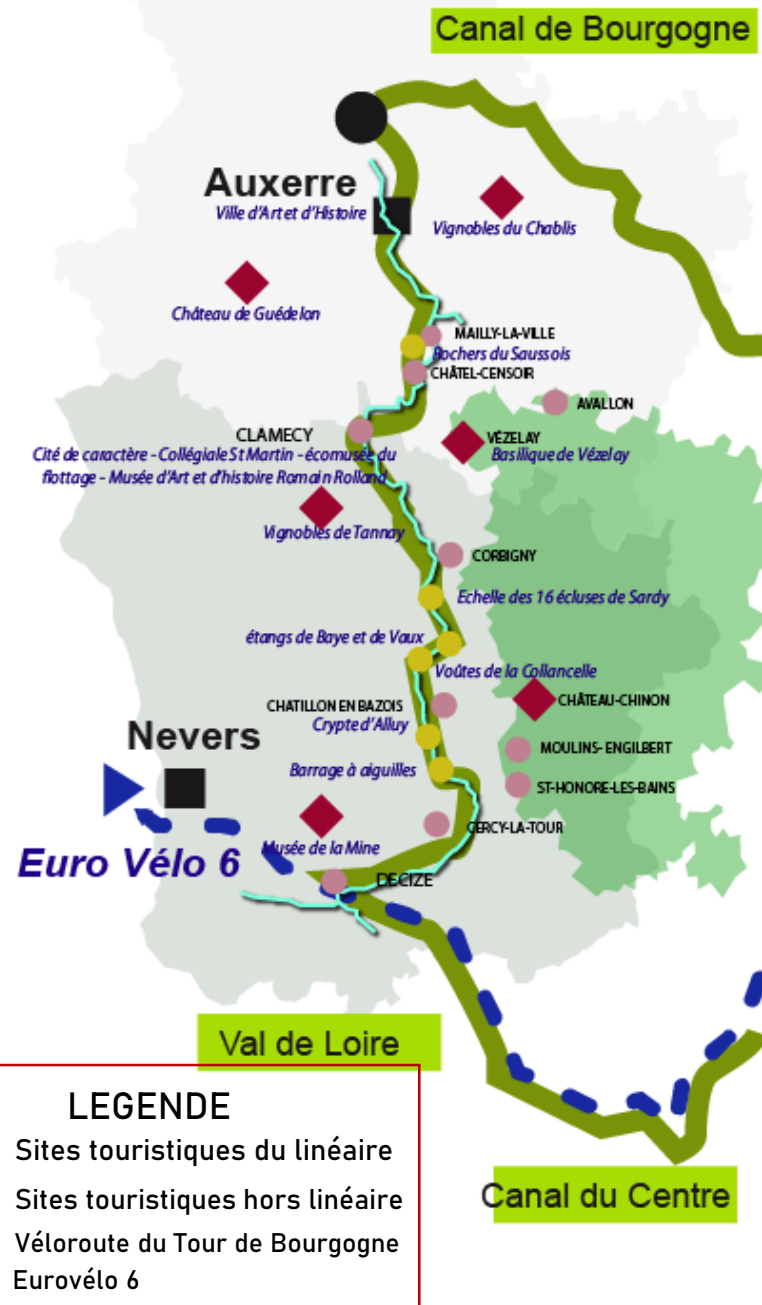 Canal de Bourgogne
Auxerre
Ville d'Art et d'Histoire
Vignobles du Chablis
Château de Guédelon
MAILLY-LA-VILLE
Rochers du Saussois
CHÂTEL-CENSOIR
AVALLON
CLAMECY
VÉZELAY
Cité de caractère - Collégiale St Martin - écomusée du
Basilique de Vézelay
flottage - Musée d'Art et d'histoire Romain Rolland
Vignobles de Tannay
CORBIGNY
Echelle des 16 écluses de Sardy
étangs de Baye et de Vaux
Voûtes de la Collancelle
CHATILLON EN BAZOIS
CHÂTEAU-CHINON
Crypte d'Alluy
Nevers
MOULINS- ENGILBERT
Barrage à aiguilles
ST-HONORE-LES-BAINS
CERCY-LA-TOUR
Musée de la Mine
Euro Vélo 6
DECIZE
Val de Loire
LEGENDE
Sites touristiques du linéaire
Sites touristiques hors linéaire
Véloroute du Tour de Bourgogne
Eurovélo 6
Canal du Centre